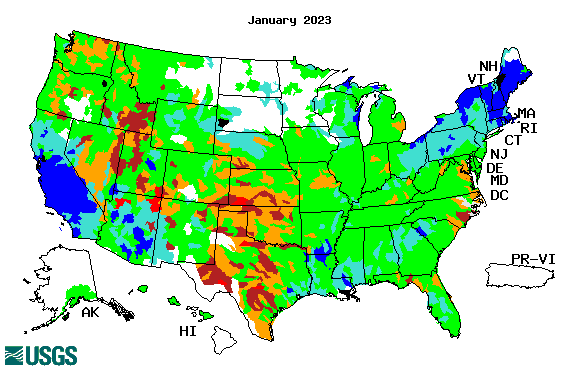 January 2023
NH
VT
MA
RI
CT
NJ
DE
MD
DC
PR-VI
AK
HI
USGS